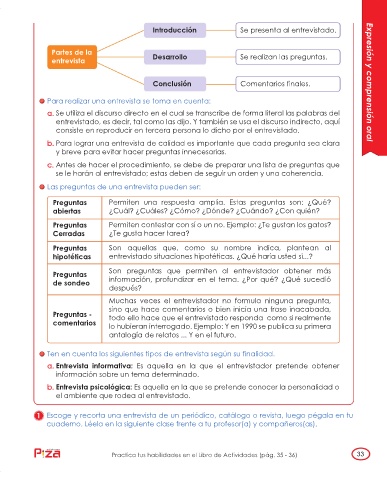 Introducción
Se presenta al entrevistado.
Partes de la
entrevista
Desarrollo
Se realizan las preguntas.
Conclusión
Comentarios finales.
Expresión y comprensión oral
Para realizar una entrevista se toma en cuenta:
a. Se utiliza el discurso directo en el cual se transcribe de forma literal las palabras del
entrevistado, es decir, tal como las dijo. Y también se usa el discurso indirecto, aquí
consiste en reproducir en tercera persona lo dicho por el entrevistado.
b. Para lograr una entrevista de calidad es importante que cada pregunta sea clara
y breve para evitar hacer preguntas innecesarias.
c. Antes de hacer el procedimiento, se debe de preparar una lista de preguntas que
se le harán al entrevistado; estas deben de seguir un orden y una coherencia.
Las preguntas de una entrevista pueden ser:
Preguntas
abiertas
Permiten una respuesta amplia. Estas preguntas son: ¿Qué?
¿Cuál? ¿Cuáles? ¿Cómo? ¿Dónde? ¿Cuándo? ¿Con quién?
Preguntas
Cerradas
Permiten contestar con sí o un no. Ejemplo: ¿Te gustan los gatos?
¿Te gusta hacer tarea?
Preguntas
hipotéticas
Son aquellas que, como su nombre indica, plantean al
entrevistado situaciones hipotéticas. ¿Qué haría usted si...?
Preguntas
de sondeo
Son preguntas que permiten al entrevistador obtener más
información, profundizar en el tema. ¿Por qué? ¿Qué sucedió
después?
Preguntas -
comentarios
Muchas veces el entrevistador no formula ninguna pregunta,
sino que hace comentarios o bien inicia una frase inacabada,
todo ello hace que el entrevistado responda como si realmente
lo hubieran interrogado. Ejemplo: Y en 1990 se publica su primera
antología de relatos ... Y en el futuro.
Ten en cuenta los siguientes tipos de entrevista según su finalidad.
a. Entrevista informativa: Es aquella en la que el entrevistador pretende obtener
información sobre un tema determinado.
b. Entrevista psicológica: Es aquella en la que se pretende conocer la personalidad o
el ambiente que rodea al entrevistado.
1 Escoge y recorta una entrevista de un periódico, catálogo o revista, luego pégala en tu
cuaderno. Léela en la siguiente clase frente a tu profesor(a) y compañeros(as).
Piza
Practica tus habilidades en el Libro de Actividades (pág. 35 - 36)
33